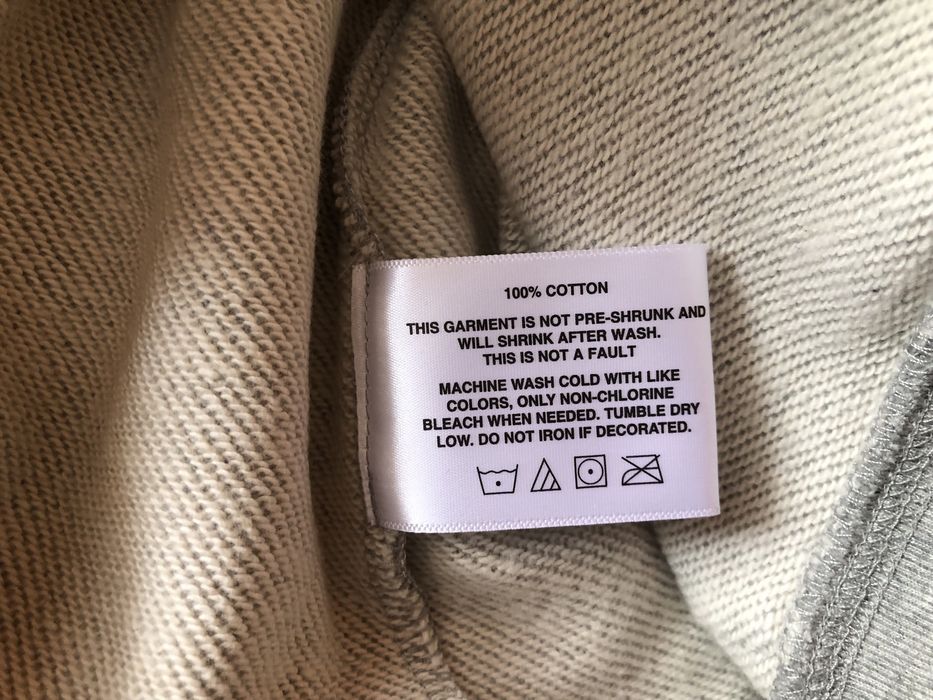 100% COTTON
THIS GARMENT IS NOT PRE-SHRUNK AND
WILL SHRINK AFTER WASH.
THIS IS NOT A FAULT
MACHINE WASH COLD WITH LIKE
COLORS, ONLY NON-CHLORINE
BLEACH WHEN NEEDED. TUMBLE DRY
LOW. DO NOT IRON IF DECORATED.